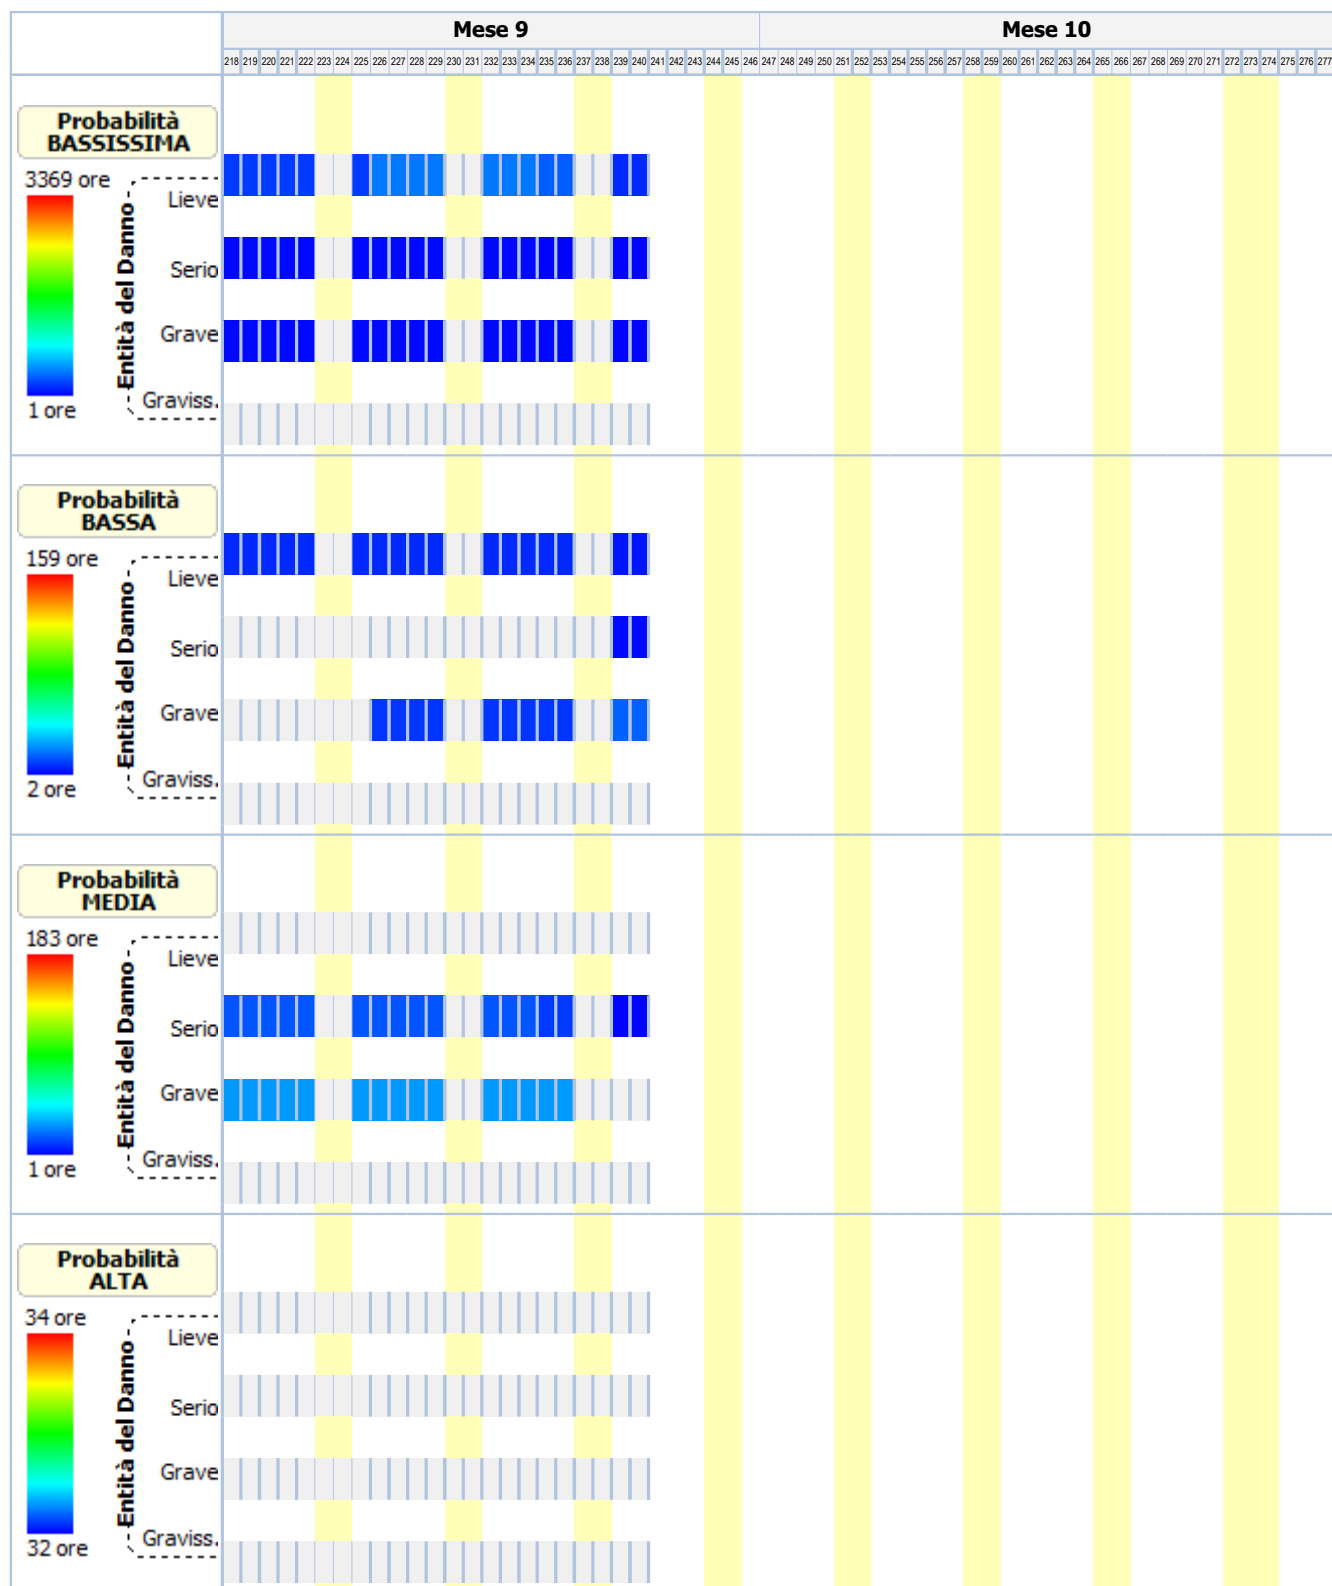 Mese 9 Mese 10
218 219 220 221 222 223 224 225 226 227 228 229 230 231 232 233 234 235 236 237 238 239 240 241 242 243 244 245 246 247 248 249 250 251 252 253 254 255 256 257 258 259 260 261 262 263 264 265 266 267 268 269 270 271 272 273 274 275 276 277
Probabilità
BASSISSIMA
3369 ore
Entità del Danno
Lieve
Serio
Grave
Graviss.
1 ore
Probabilità
BASSA
159 ore
Entità del Danno
Lieve
Serio
Grave
Graviss.
2 ore
Probabilità
MEDIA
183 ore
Entità del Danno
Lieve
Serio
Grave
Graviss.
1 ore
Probabilità
ALTA
34 ore
Entità del Danno
Lieve
Serio
Grave
Graviss.
32 ore